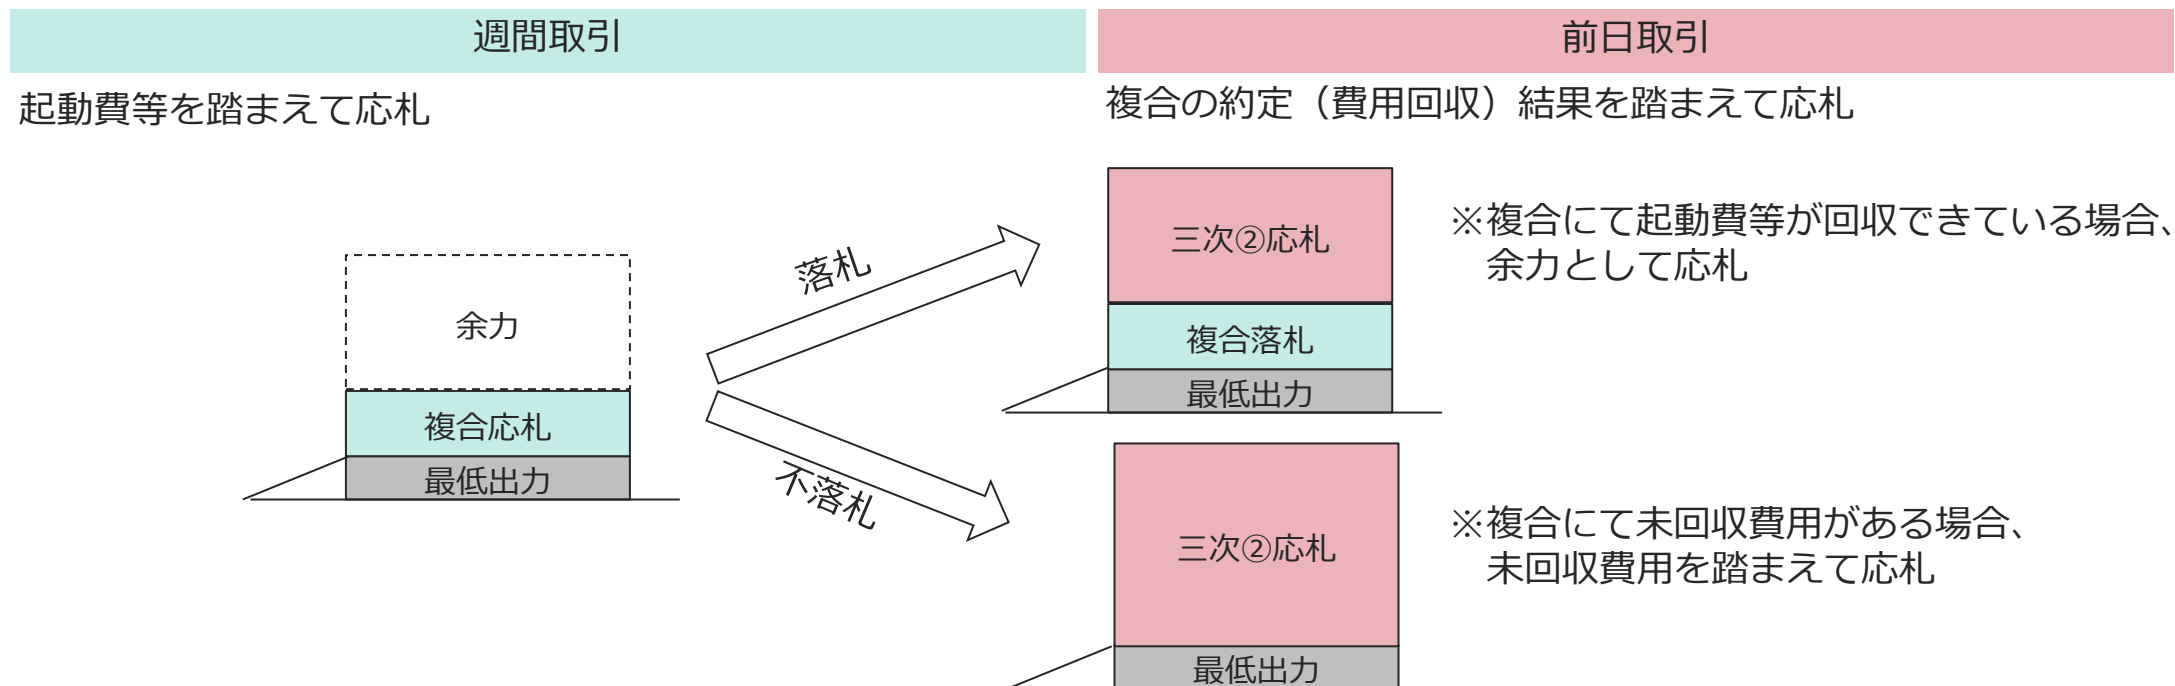 週間取引
前日取引
起動費等を踏まえて応札
複合の約定（費用回収）結果を踏まえて応札
余力
複合応札
最低出力
落札
不落札
三次②応札
複合落札
最低出力
※複合にて起動費等が回収できている場合、
余力として応札
三次②応札
最低出力
※複合にて未回収費用がある場合、
未回収費用を踏まえて応札